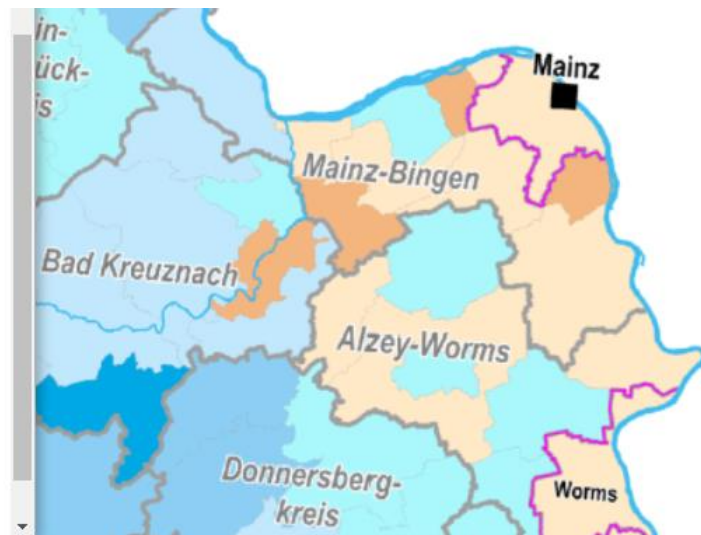 in-
ück-
is
Mainz
Mainz-Bingen
Bad Kreuznach
Alzey-Worms
Donnersberg-
kreis
Worms